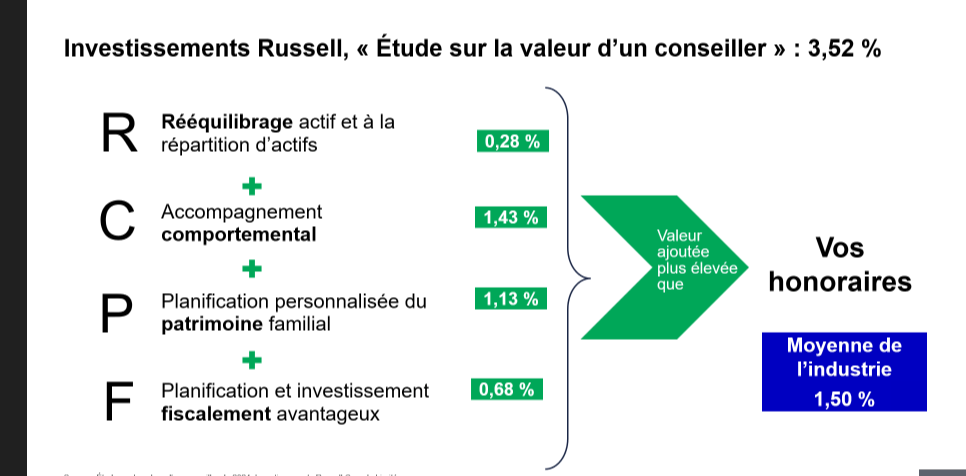 Investissements Russell, « Étude sur la valeur d’un conseiller » : 3,52 %
R
Rééquilibrage actif et à la
répartition d’actifs
0,28 %
C
Accompagnement
comportemental
1,43 %
P
Planification personnalisée du
patrimoine familial
1,13 %
F
Planification et investissement
fiscalement avantageux
0,68 %
Valeur
ajoutée
plus élevée
que
Vos
honoraires
Moyenne de
l’industrie
1,50 %